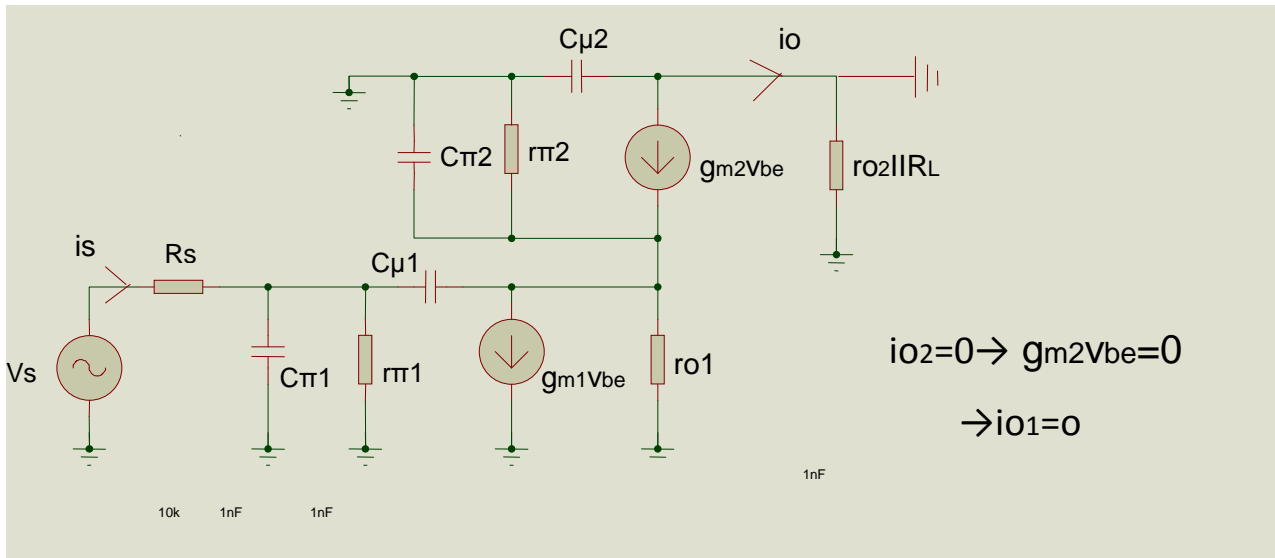 Cμ2
io
Cπ2
rπ2
gm2Vbe
ro2IIRL
is
Rs
Cμ1
Vs
Cπ1
rπ1
gm1Vbe
ro1
io2=0→ gm2Vbe=0
→io1=o
1nF
10k 1nF 1nF